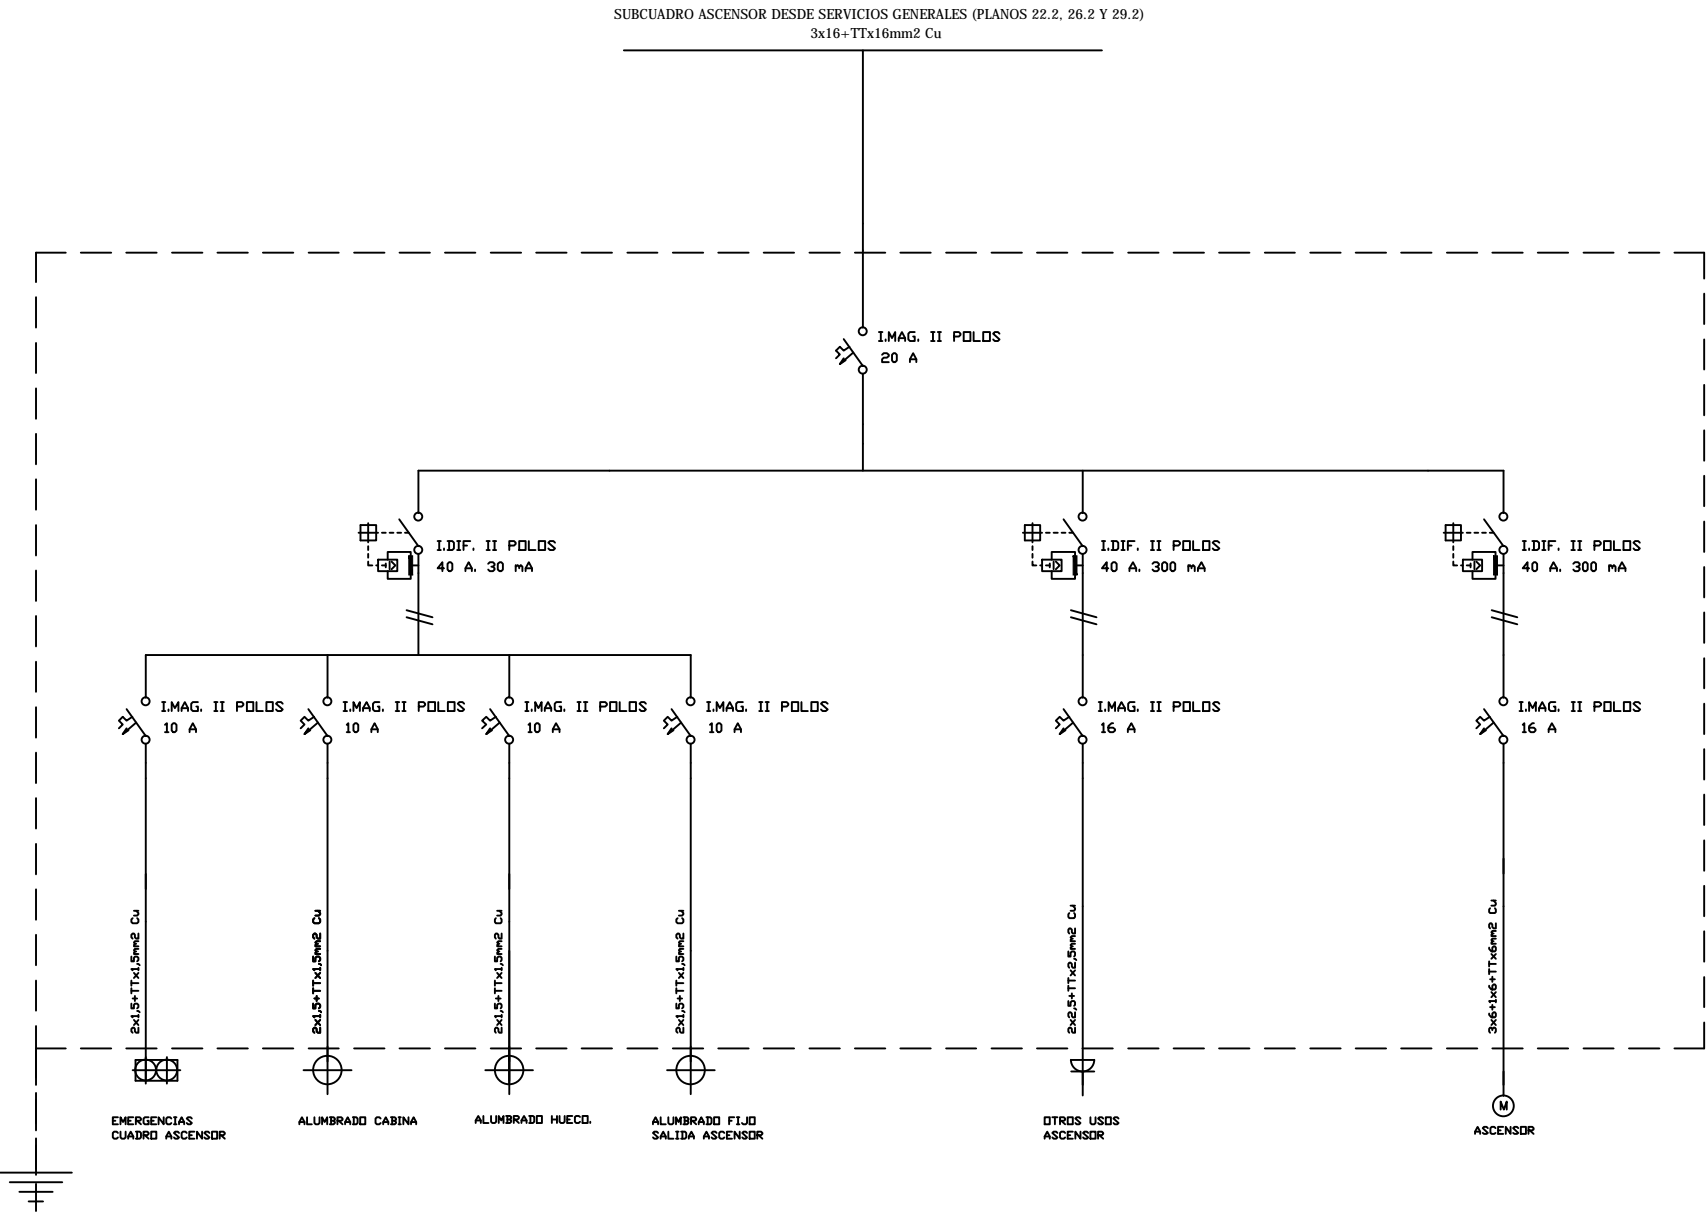 SUBCUADRO ASCENSOR DESDE SERVICIOS GENERALES (PLANOS 22.2, 26.2 Y 29.2)
3x16+TTx16mm2 Cu
I.MAG. II POLOS
20 A
I.DIF. II POLOS
40 A. 30 mA
I.DIF. II POLOS
40 A. 300 mA
I.DIF. II POLOS
40 A. 300 mA
I.MAG. II POLOS
10 A
I.MAG. II POLOS
10 A
I.MAG. II POLOS
10 A
I.MAG. II POLOS
10 A
I.MAG. II POLOS
16 A
I.MAG. II POLOS
16 A
2x1,5+TTx1,5mm2 Cu
2x1,5+TTx1,5mm2 Cu
2x1,5+TTx1,5mm2 Cu
2x1,5+TTx1,5mm2 Cu
2x2,5+TTx2,5mm2 Cu
3x6+1x6+TTx6mm2 Cu
M
EMERGENCIAS
CUADRO ASCENSOR
ALUMBRADO CABINA
ALUMBRADO HUECO.
ALUMBRADO FIJO
SALIDA ASCENSOR
OTROS USOS
ASCENSOR
ASCENSOR